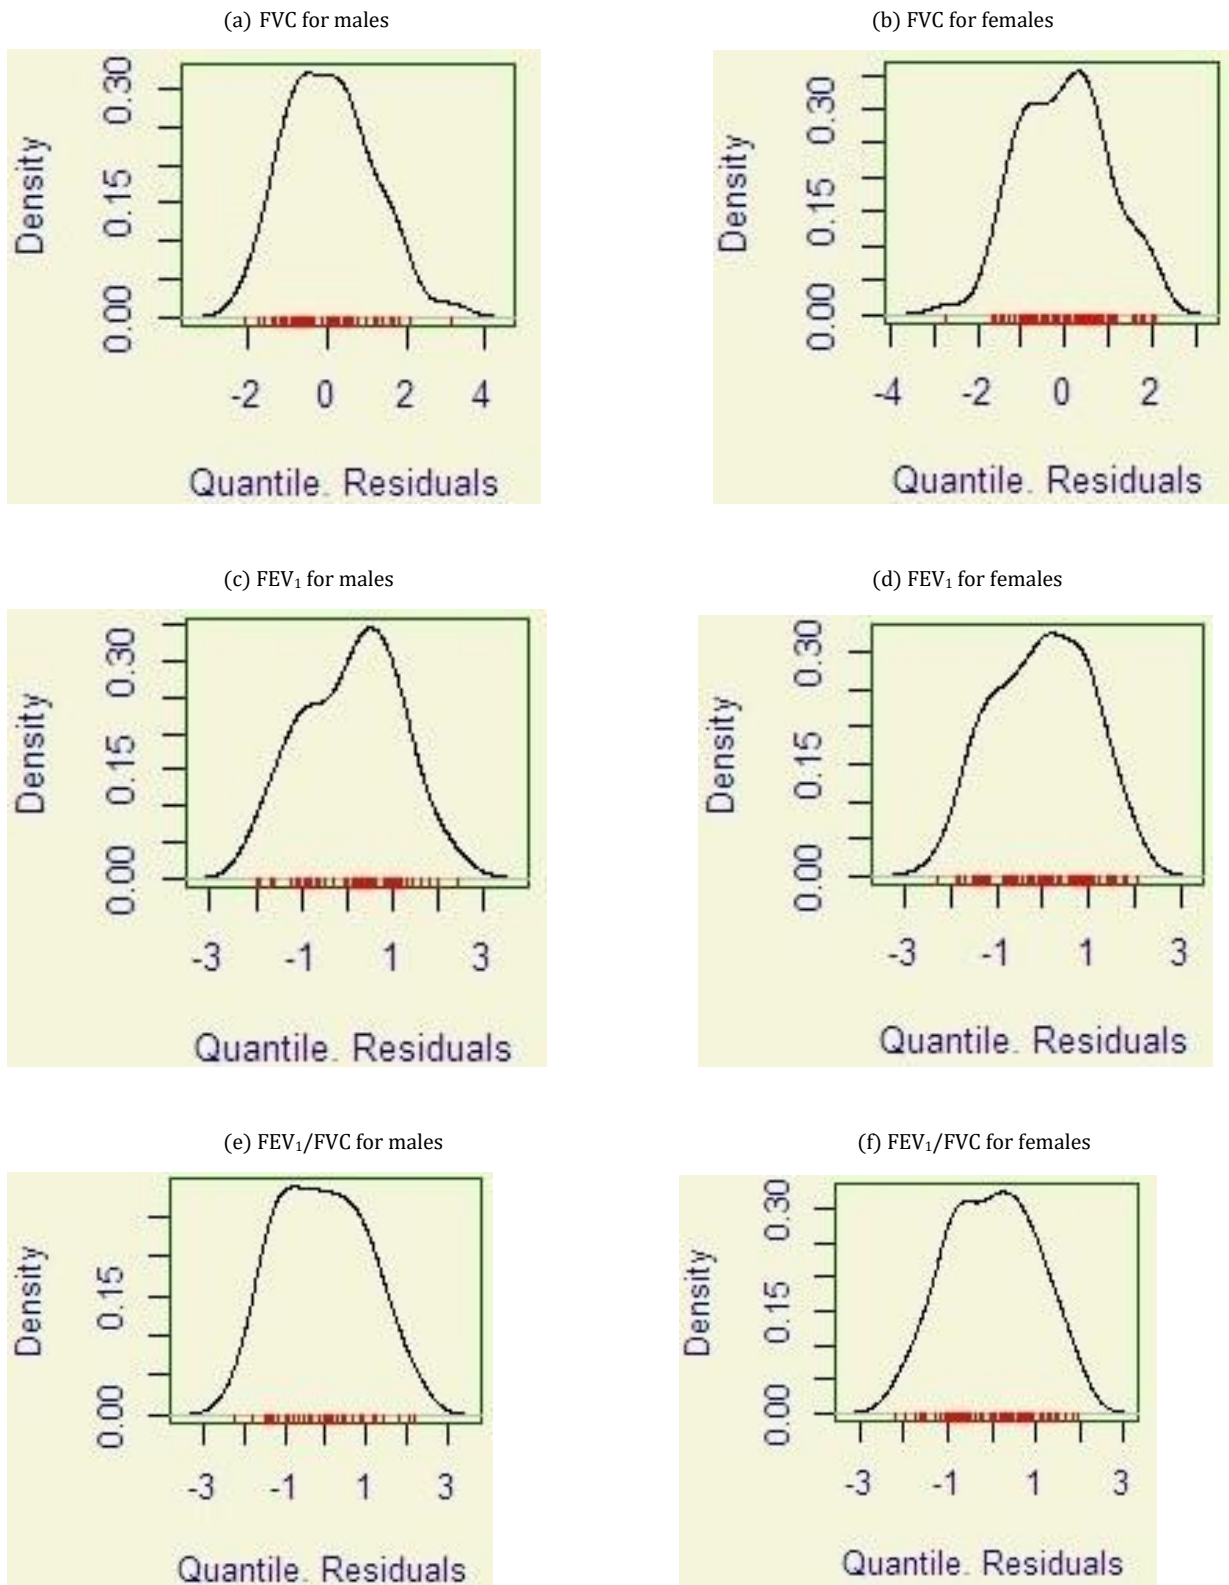 (a) FVC for males
(b) FVC for females
Density
0.00 0.15 0.30
-2 0 2 4
Quantile. Residuals
Density
0.00 0.15 0.30
-4 -2 0 2
Quantile. Residuals
(c) FEV₁ for males
(d) FEV₁ for females
Density
0.00 0.15 0.30
-3 -1 1 3
Quantile. Residuals
Density
0.00 0.15 0.30
-3 -1 1 3
Quantile. Residuals
(e) FEV₁/FVC for males
(f) FEV₁/FVC for females
Density
0.00 0.15
-3 -1 1 3
Quantile. Residuals
Density
0.00 0.15 0.30
-3 -1 1 3
Quantile. Residuals